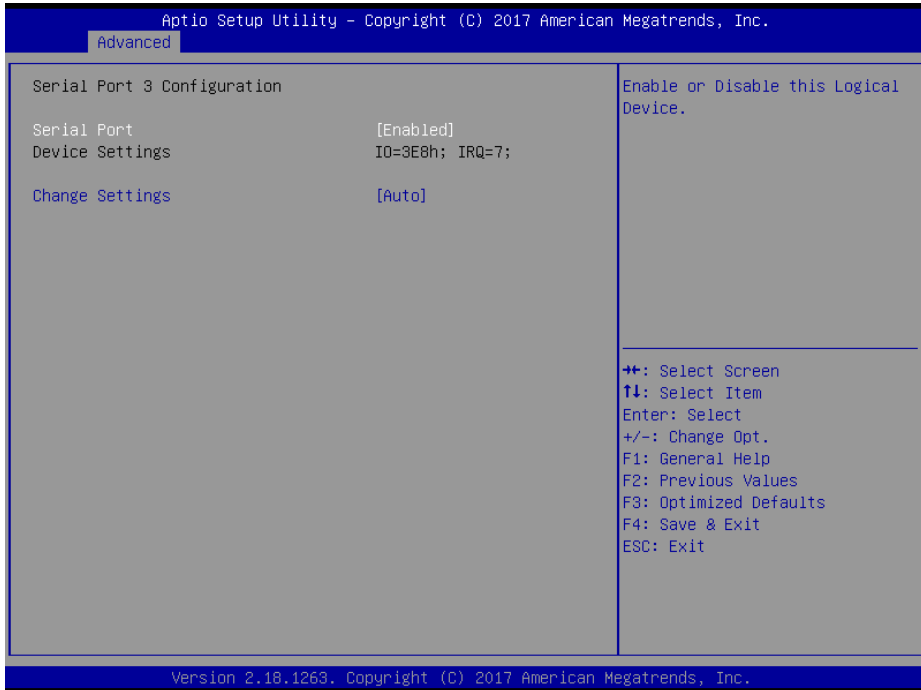 Aptio Setup Utility – Copyright (C) 2017 American Megatrends, Inc.
Advanced
Serial Port 3 Configuration
Serial Port [Enabled]
Device Settings IO=3E8h; IRQ=7;
Change Settings [Auto]
Enable or Disable this Logical
Device.
→←: Select Screen
↑↓: Select Item
Enter: Select
+/-: Change Opt.
F1: General Help
F2: Previous Values
F3: Optimized Defaults
F4: Save & Exit
ESC: Exit
Version 2.18.1263. Copyright (C) 2017 American Megatrends, Inc.